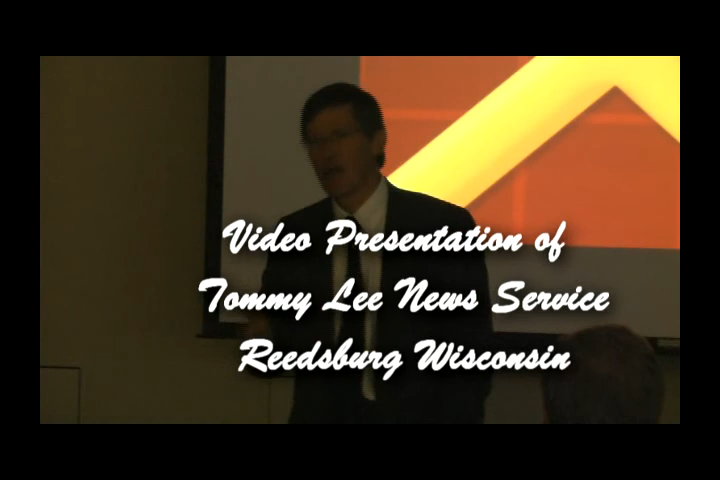 Video Presentation of
Tommy Lee News Service
Reedsburg Wisconsin